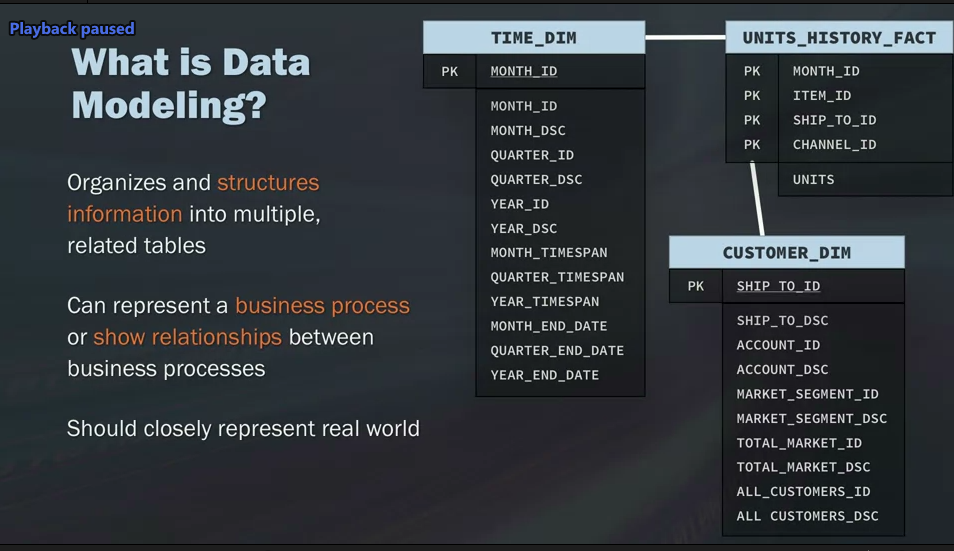 Playback paused
What is Data
Modeling?
Organizes and structures
information into multiple,
related tables
Can represent a business process
or show relationships between
business processes
Should closely represent real world
TIME_DIM
PK MONTH_ID
MONTH_ID
MONTH_DSC
QUARTER_ID
QUARTER_DSC
YEAR_ID
YEAR_DSC
MONTH_TIMESPAN
QUARTER_TIMESPAN
YEAR_TIMESPAN
MONTH_END_DATE
QUARTER_END_DATE
YEAR_END_DATE
UNITS_HISTORY_FACT
PK MONTH_ID
PK ITEM_ID
PK SHIP_TO_ID
PK CHANNEL_ID
UNITS
CUSTOMER_DIM
PK SHIP_TO_ID
SHIP_TO_DSC
ACCOUNT_ID
ACCOUNT_DSC
MARKET_SEGMENT_ID
MARKET_SEGMENT_DSC
TOTAL_MARKET_ID
TOTAL_MARKET_DSC
ALL_CUSTOMERS_ID
ALL CUSTOMERS_DSC